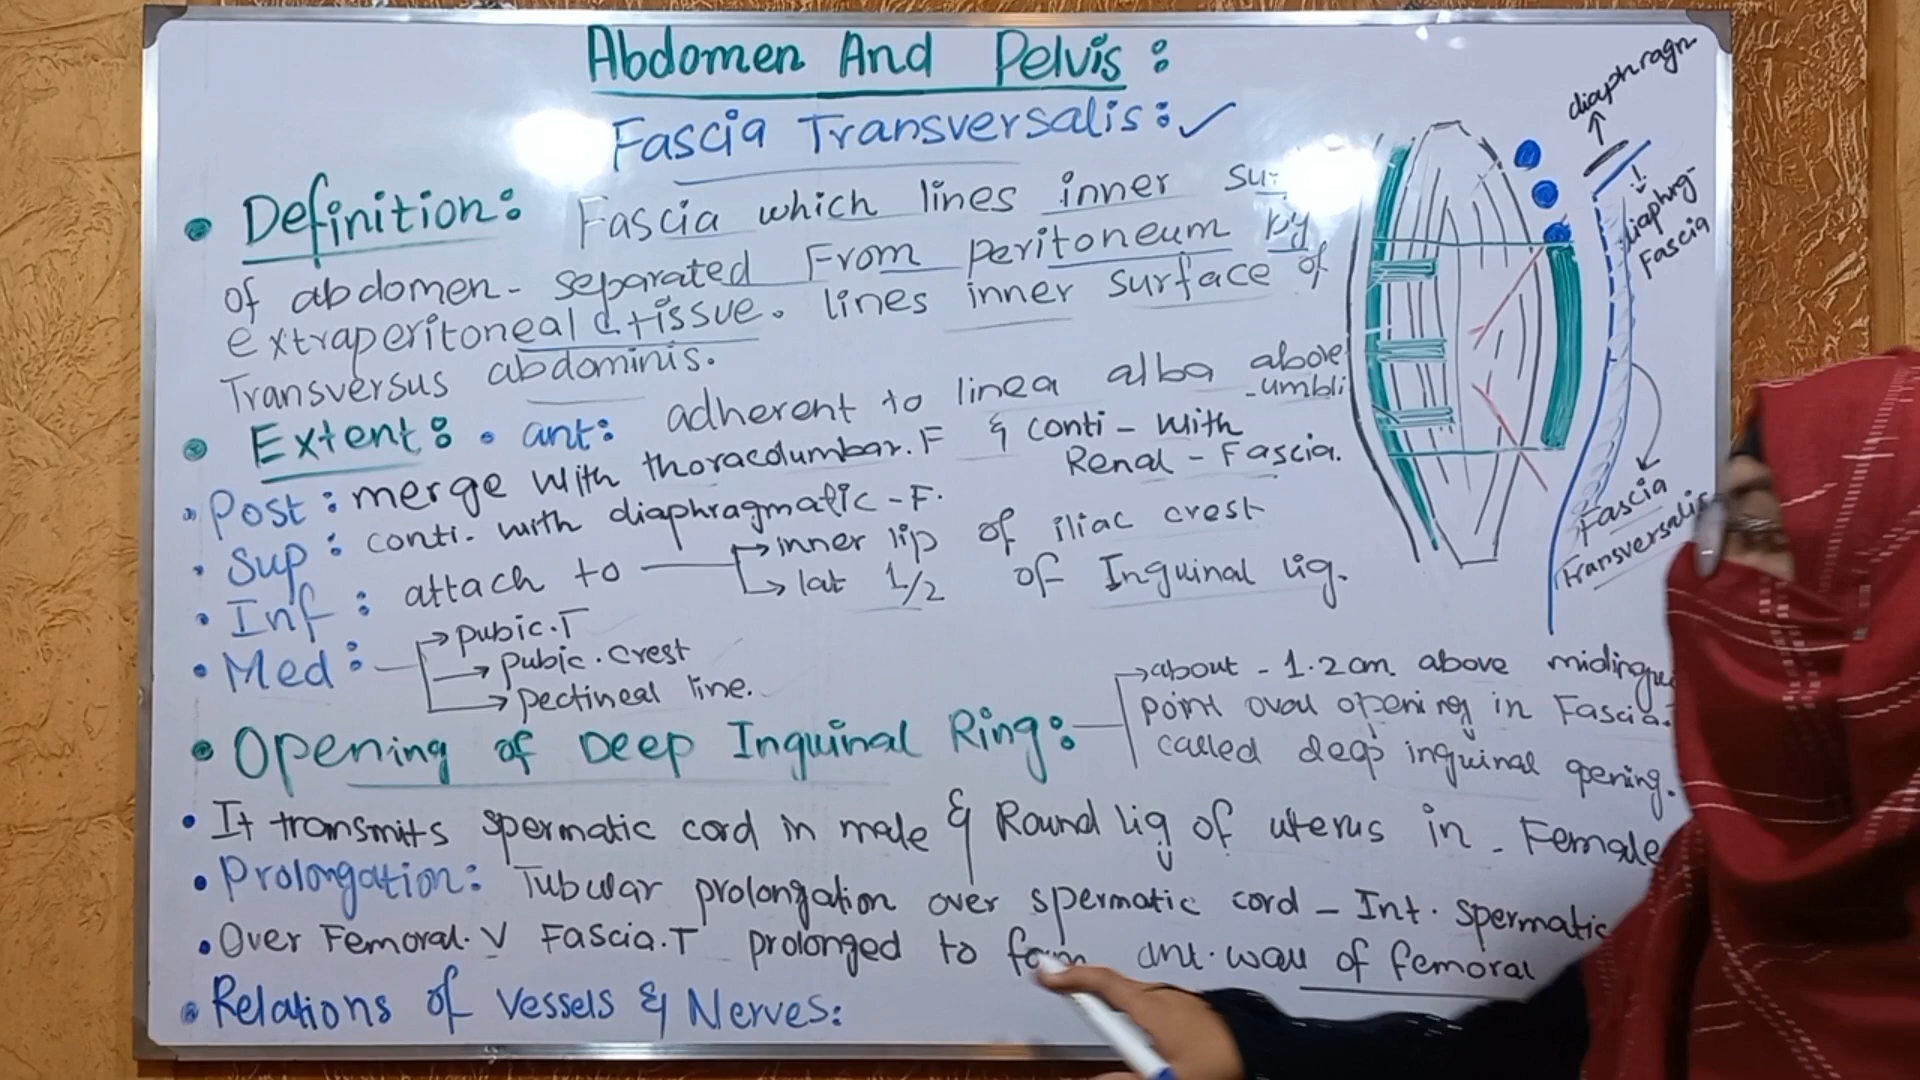 Abdomen And Pelvis :
Fascia Transversalis : ✓
• Definition : Fascia which lines inner sur
of abdomen - separated From peritoneum by
extraperitoneal c tissue. lines inner surface of
Transversus abdominis.
• Extent : • ant : adherent to linea alba above
- umbli
• Post : merge with thoracolumbar. F & conti - with
Renal - Fascia.
• Sup : conti. with diaphragmatic - F.
• Inf : attach to → inner lip of iliac crest
→ lat 1/2 of Inguinal lig.
• Med : → pubic. T
→ pubic. crest
→ pectineal line.
• Opening of Deep Inguinal Ring : → about - 1.2 cm above
point oval opening in Fascia.
called deep inguinal opening.
• It transmits spermatic cord in male & Round lig of uterus in - Female
• Prolongation : Tubular prolongation over spermatic cord - Int. spermatic
• Over Femoral. V Fascia. T prolonged to form ant. wall of femoral
• Relations of Vessels & Nerves :
diaphragm
diaphrg-
Fascia
Fascia
Transversalis